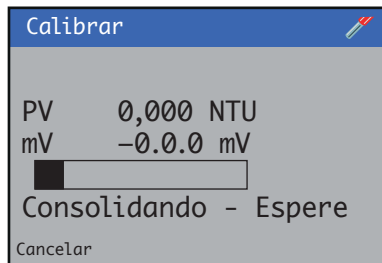 Calibrar
PV 0,000 NTU
mV –0.0.0 mV
Consolidando - Espere
Cancelar